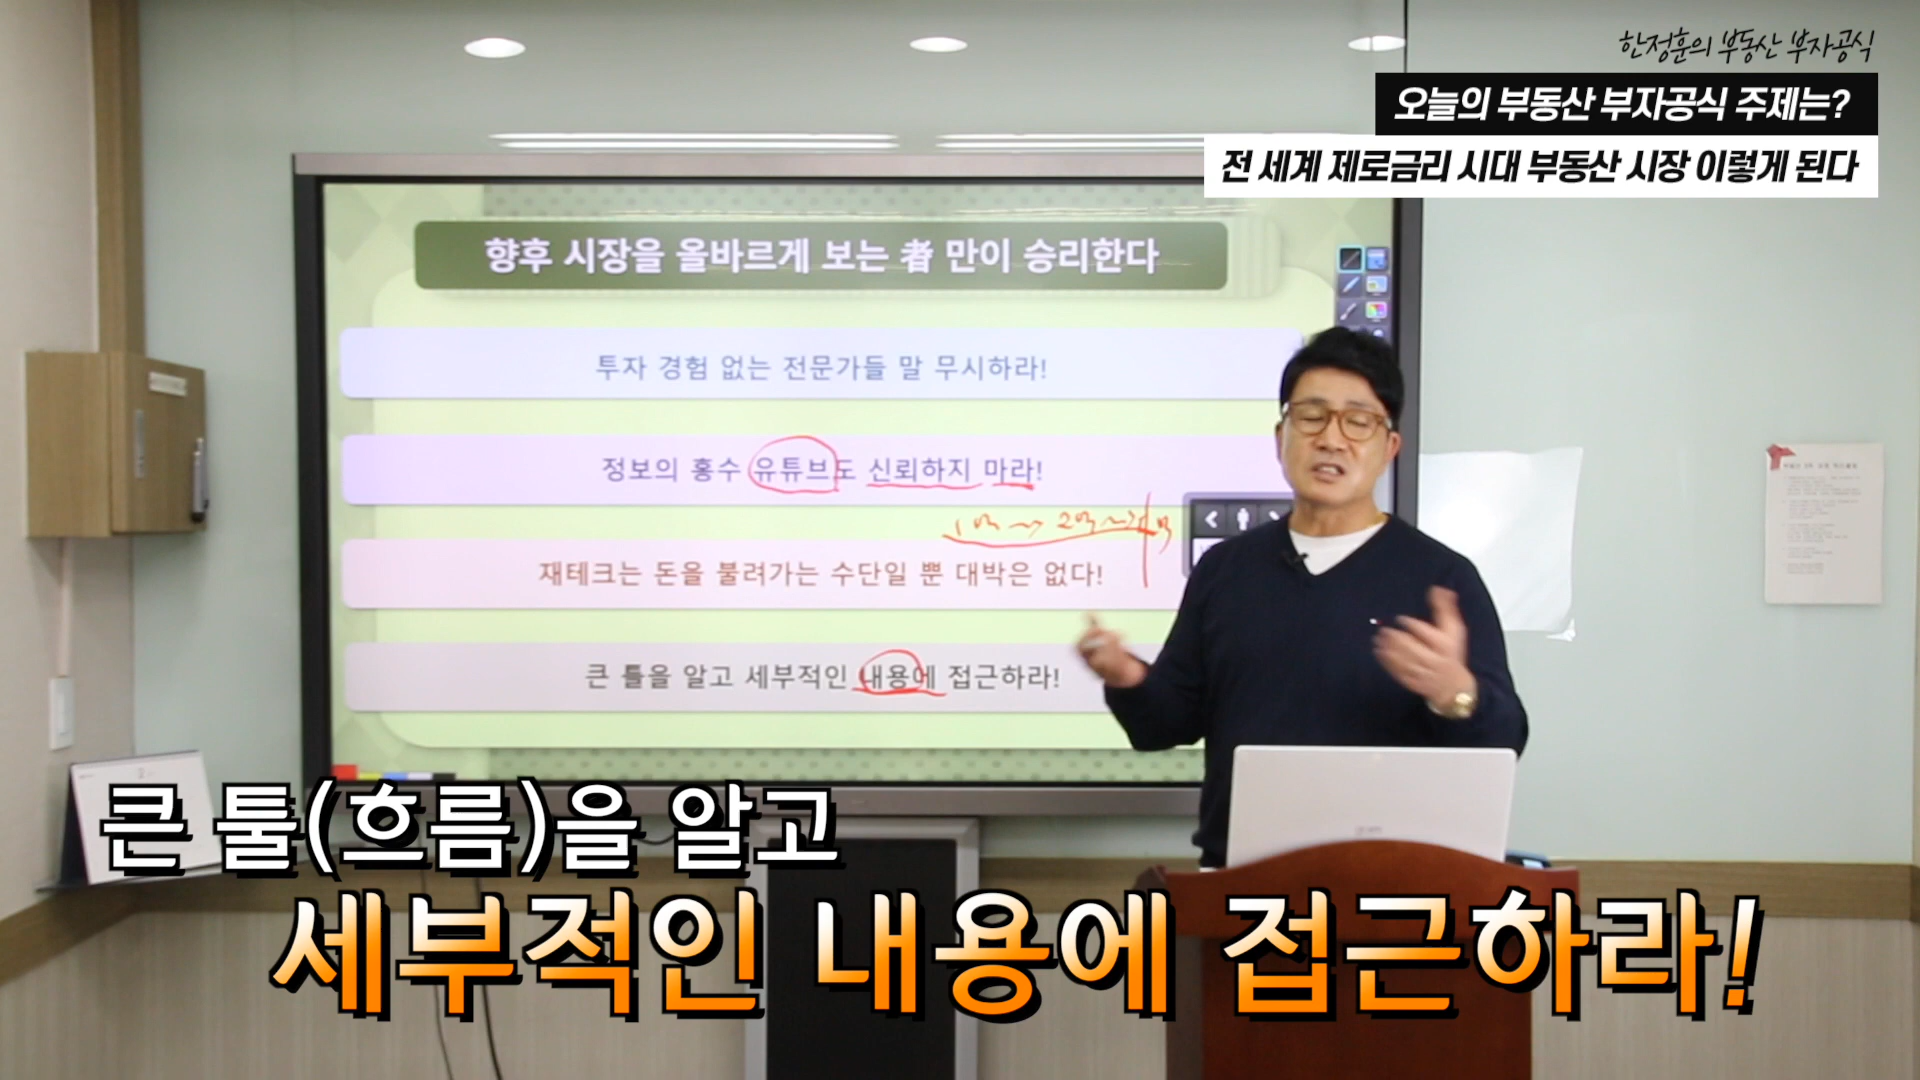 한정훈의 부동산 부자공식
오늘의 부동산 부자공식 주제는?
전 세계 제로금리 시대 부동산 시장 이렇게 된다
향후 시장을 올바르게 보는 者 만이 승리한다
투자 경험 없는 전문가들 말 무시하라!
정보의 홍수 유튜브도 신뢰하지 마라!
재테크는 돈을 불려가는 수단일 뿐 대박은 없다!
큰 틀을 알고 세부적인 내용에 접근하라!
큰 툴(흐름)을 알고
세부적인 내용에 접근하라!